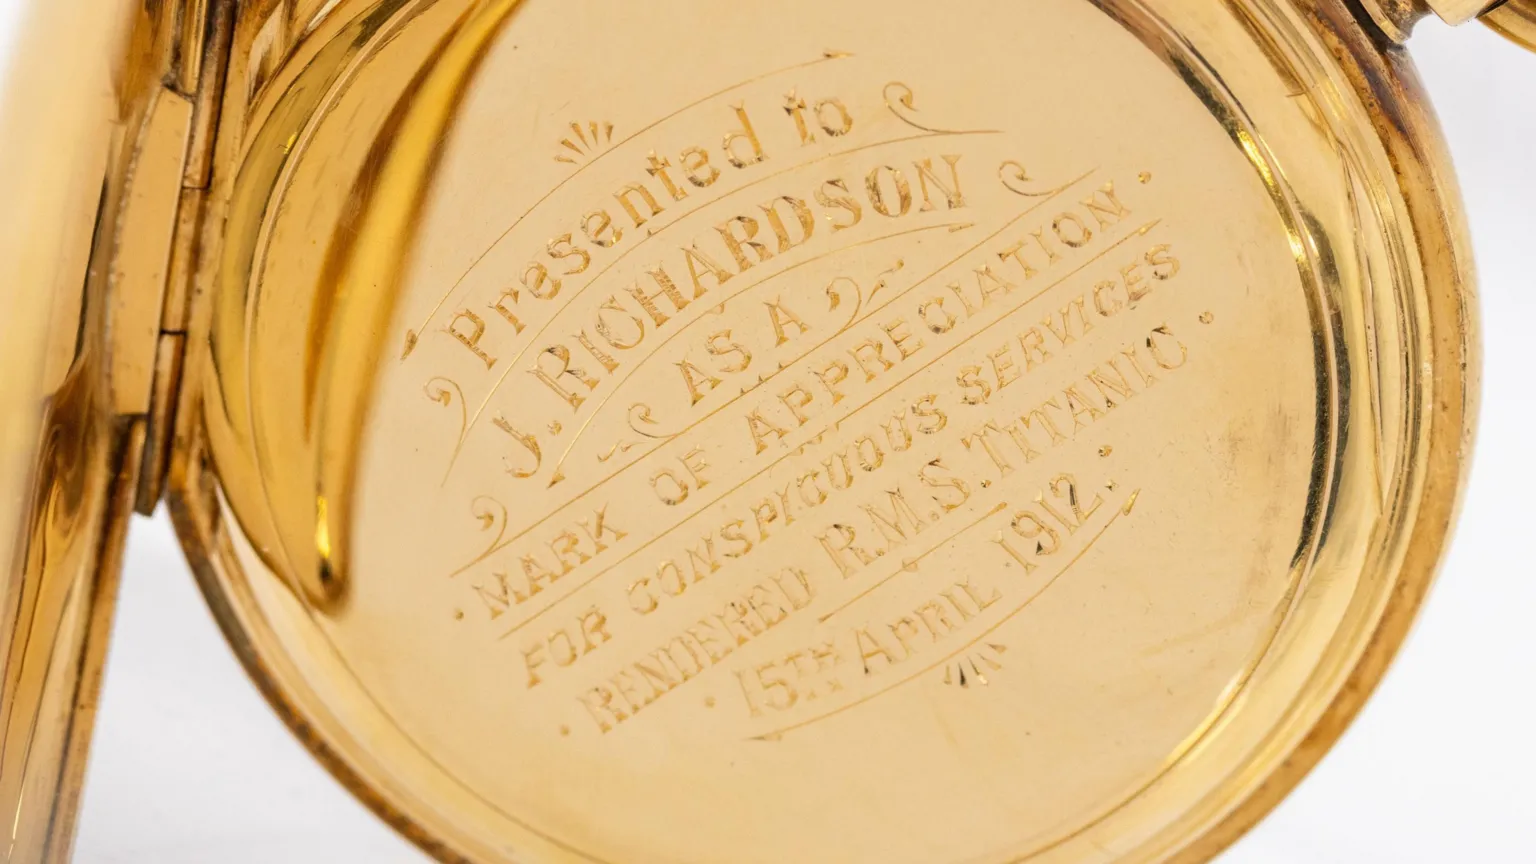 Presented to
J. RICHARDSON
AS A
MARK OF APPRECIATION
FOR CONSPICUOUS SERVICES
RENDERED R.M.S. TITANIC
15TH APRIL 1912.